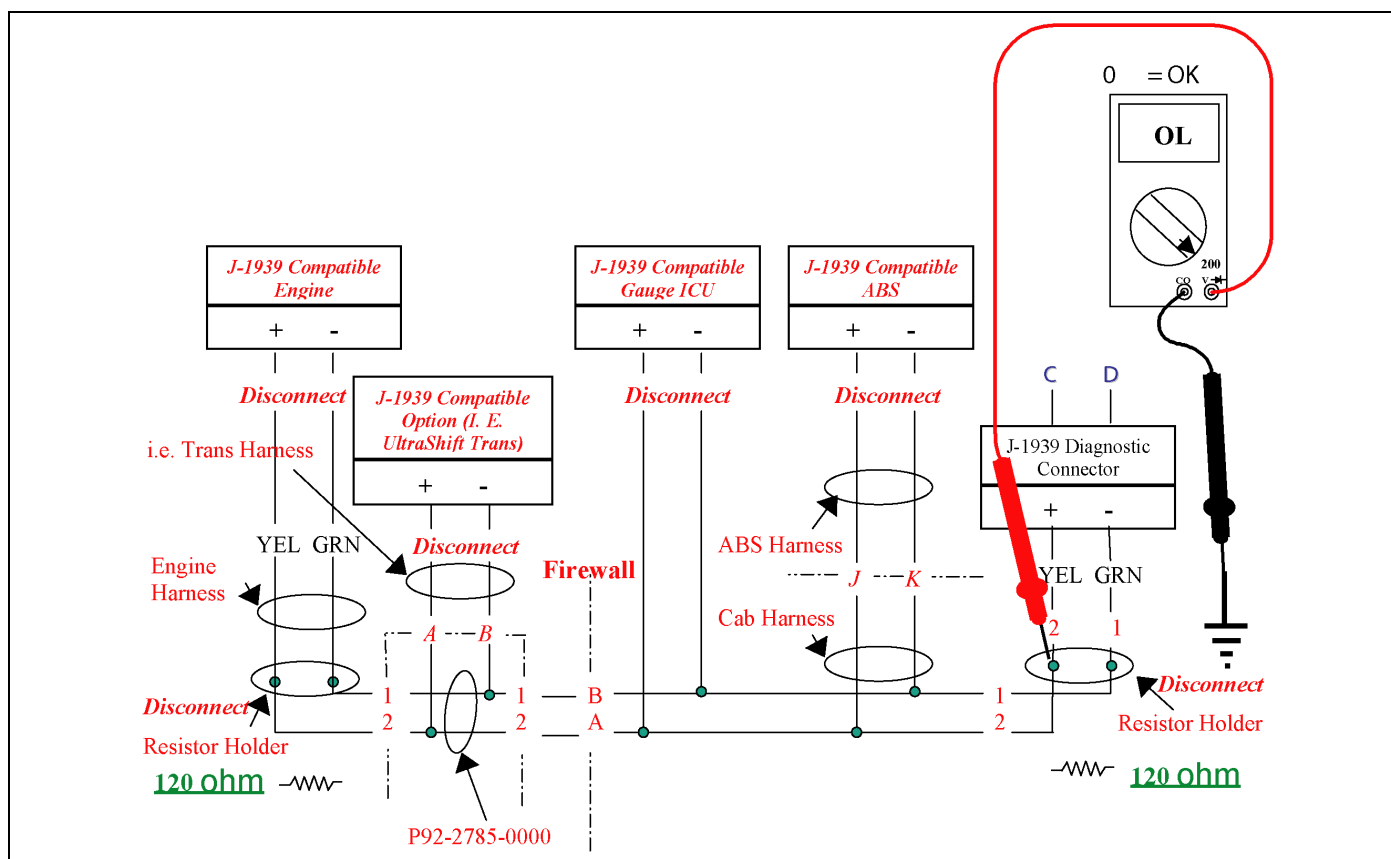 0 = OK
OL
200
CO V
J-1939 Compatible
Engine
+ -
Disconnect
J-1939 Compatible
Gauge ICU
+ -
Disconnect
J-1939 Compatible
ABS
+ -
Disconnect
C D
J-1939 Compatible
Option (I. E.
UltraShift Trans)
+ -
Disconnect
J-1939 Diagnostic
Connector
+ -
i.e. Trans Harness
YEL GRN
Engine
Harness
Firewall
ABS Harness
J K
YEL GRN
Cab Harness
A B
2 1
1 1 B 1
2 2 A 2
Disconnect
Resistor Holder
120 ohm
Disconnect
Resistor Holder
120 ohm
P92-2785-0000